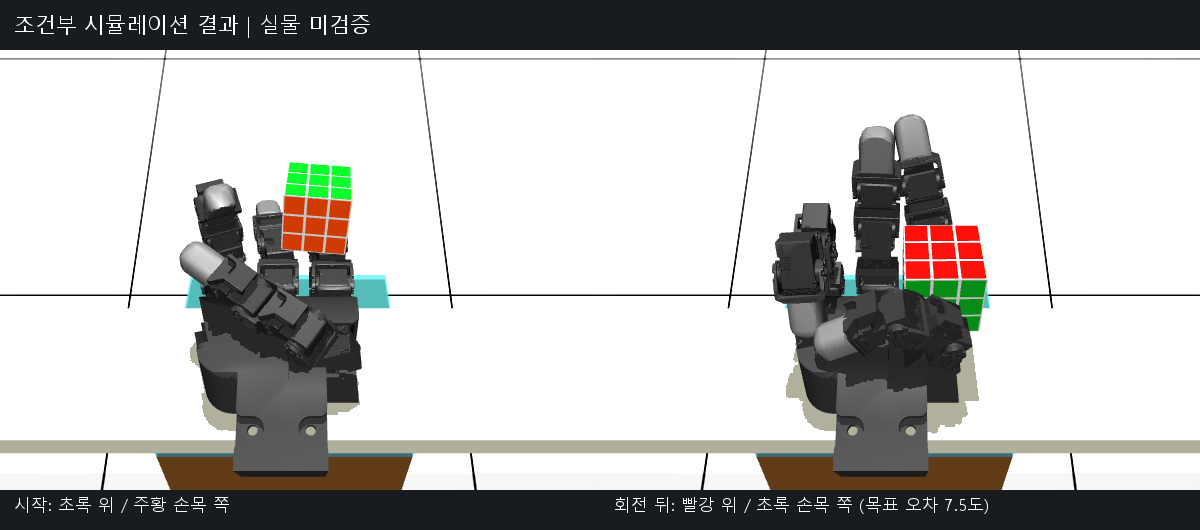 조건부 시뮬레이션 결과 | 실물 미검증
시작: 초록 위 / 주황 손목 쪽
회전 뒤: 빨강 위 / 초록 손목 쪽 (목표 오차 7.5도)